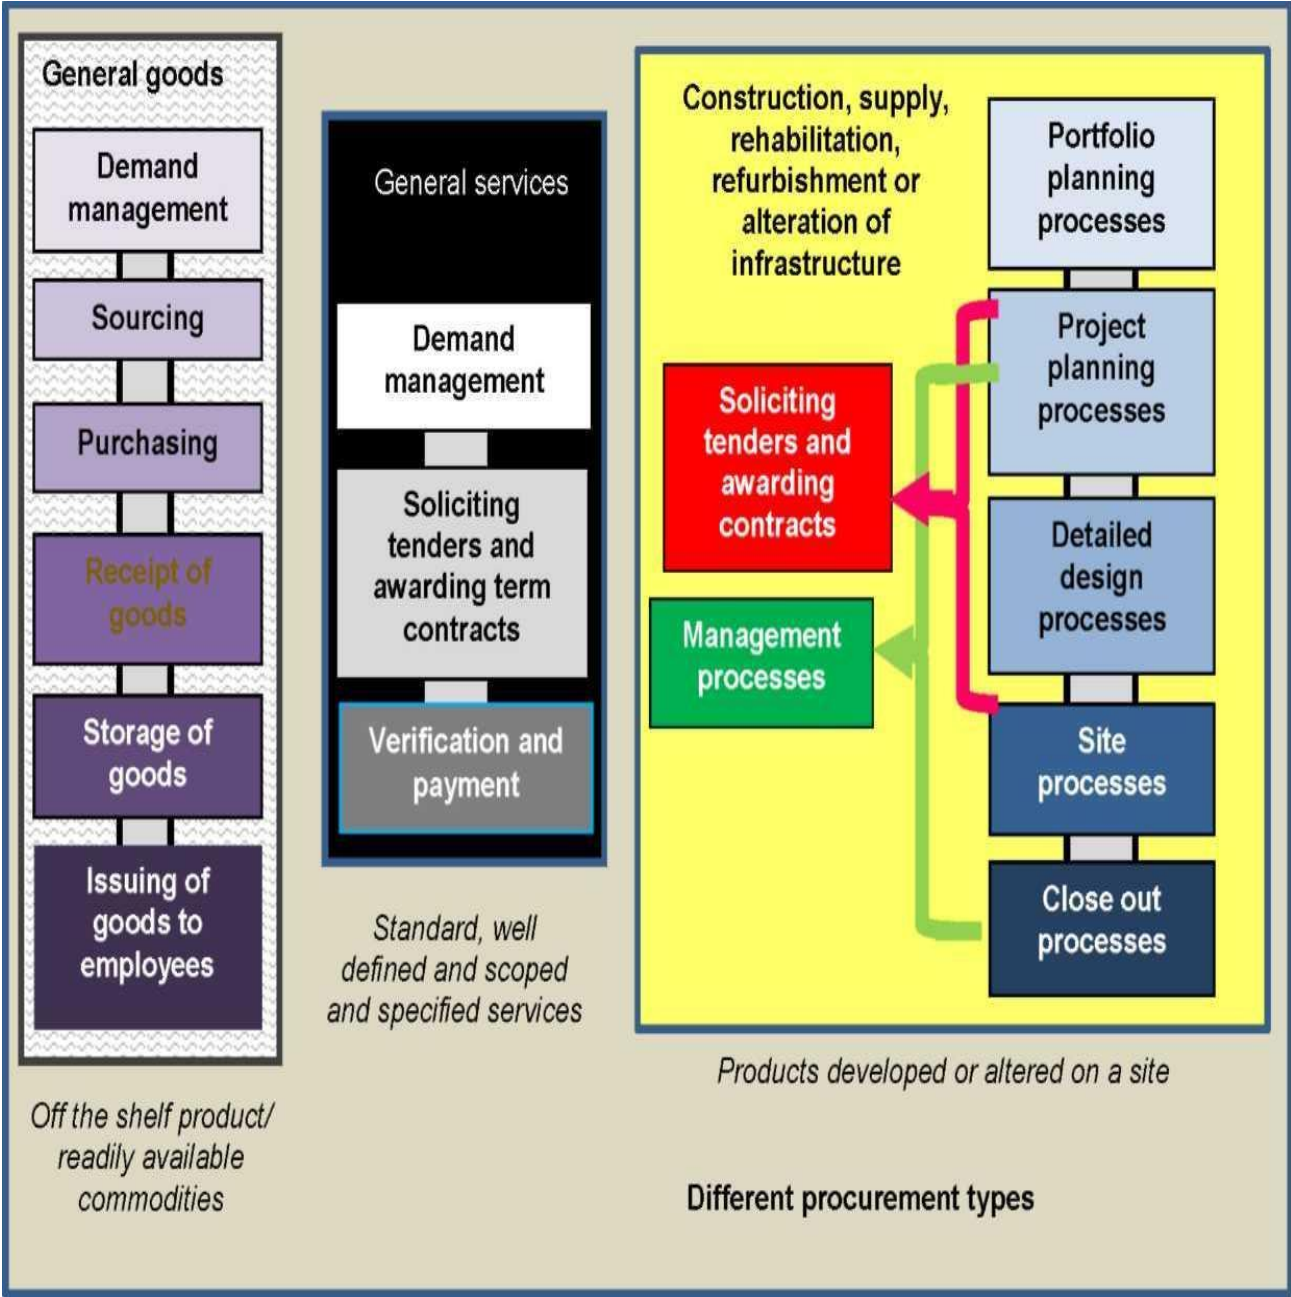 General goods
Demand
management
Sourcing
Purchasing
Receipt of
goods
Storage of
goods
Issuing of
goods to
employees
Off the shelf product/
readily available
commodities
General services
Demand
management
Soliciting
tenders and
awarding term
contracts
Verification and
payment
Standard, well
defined and scoped
and specified services
Construction, supply,
rehabilitation,
refurbishment or
alteration of
infrastructure
Soliciting
tenders and
awarding
contracts
Management
processes
Portfolio
planning
processes
Project
planning
processes
Detailed
design
processes
Site
processes
Close out
processes
Products developed or altered on a site
Different procurement types